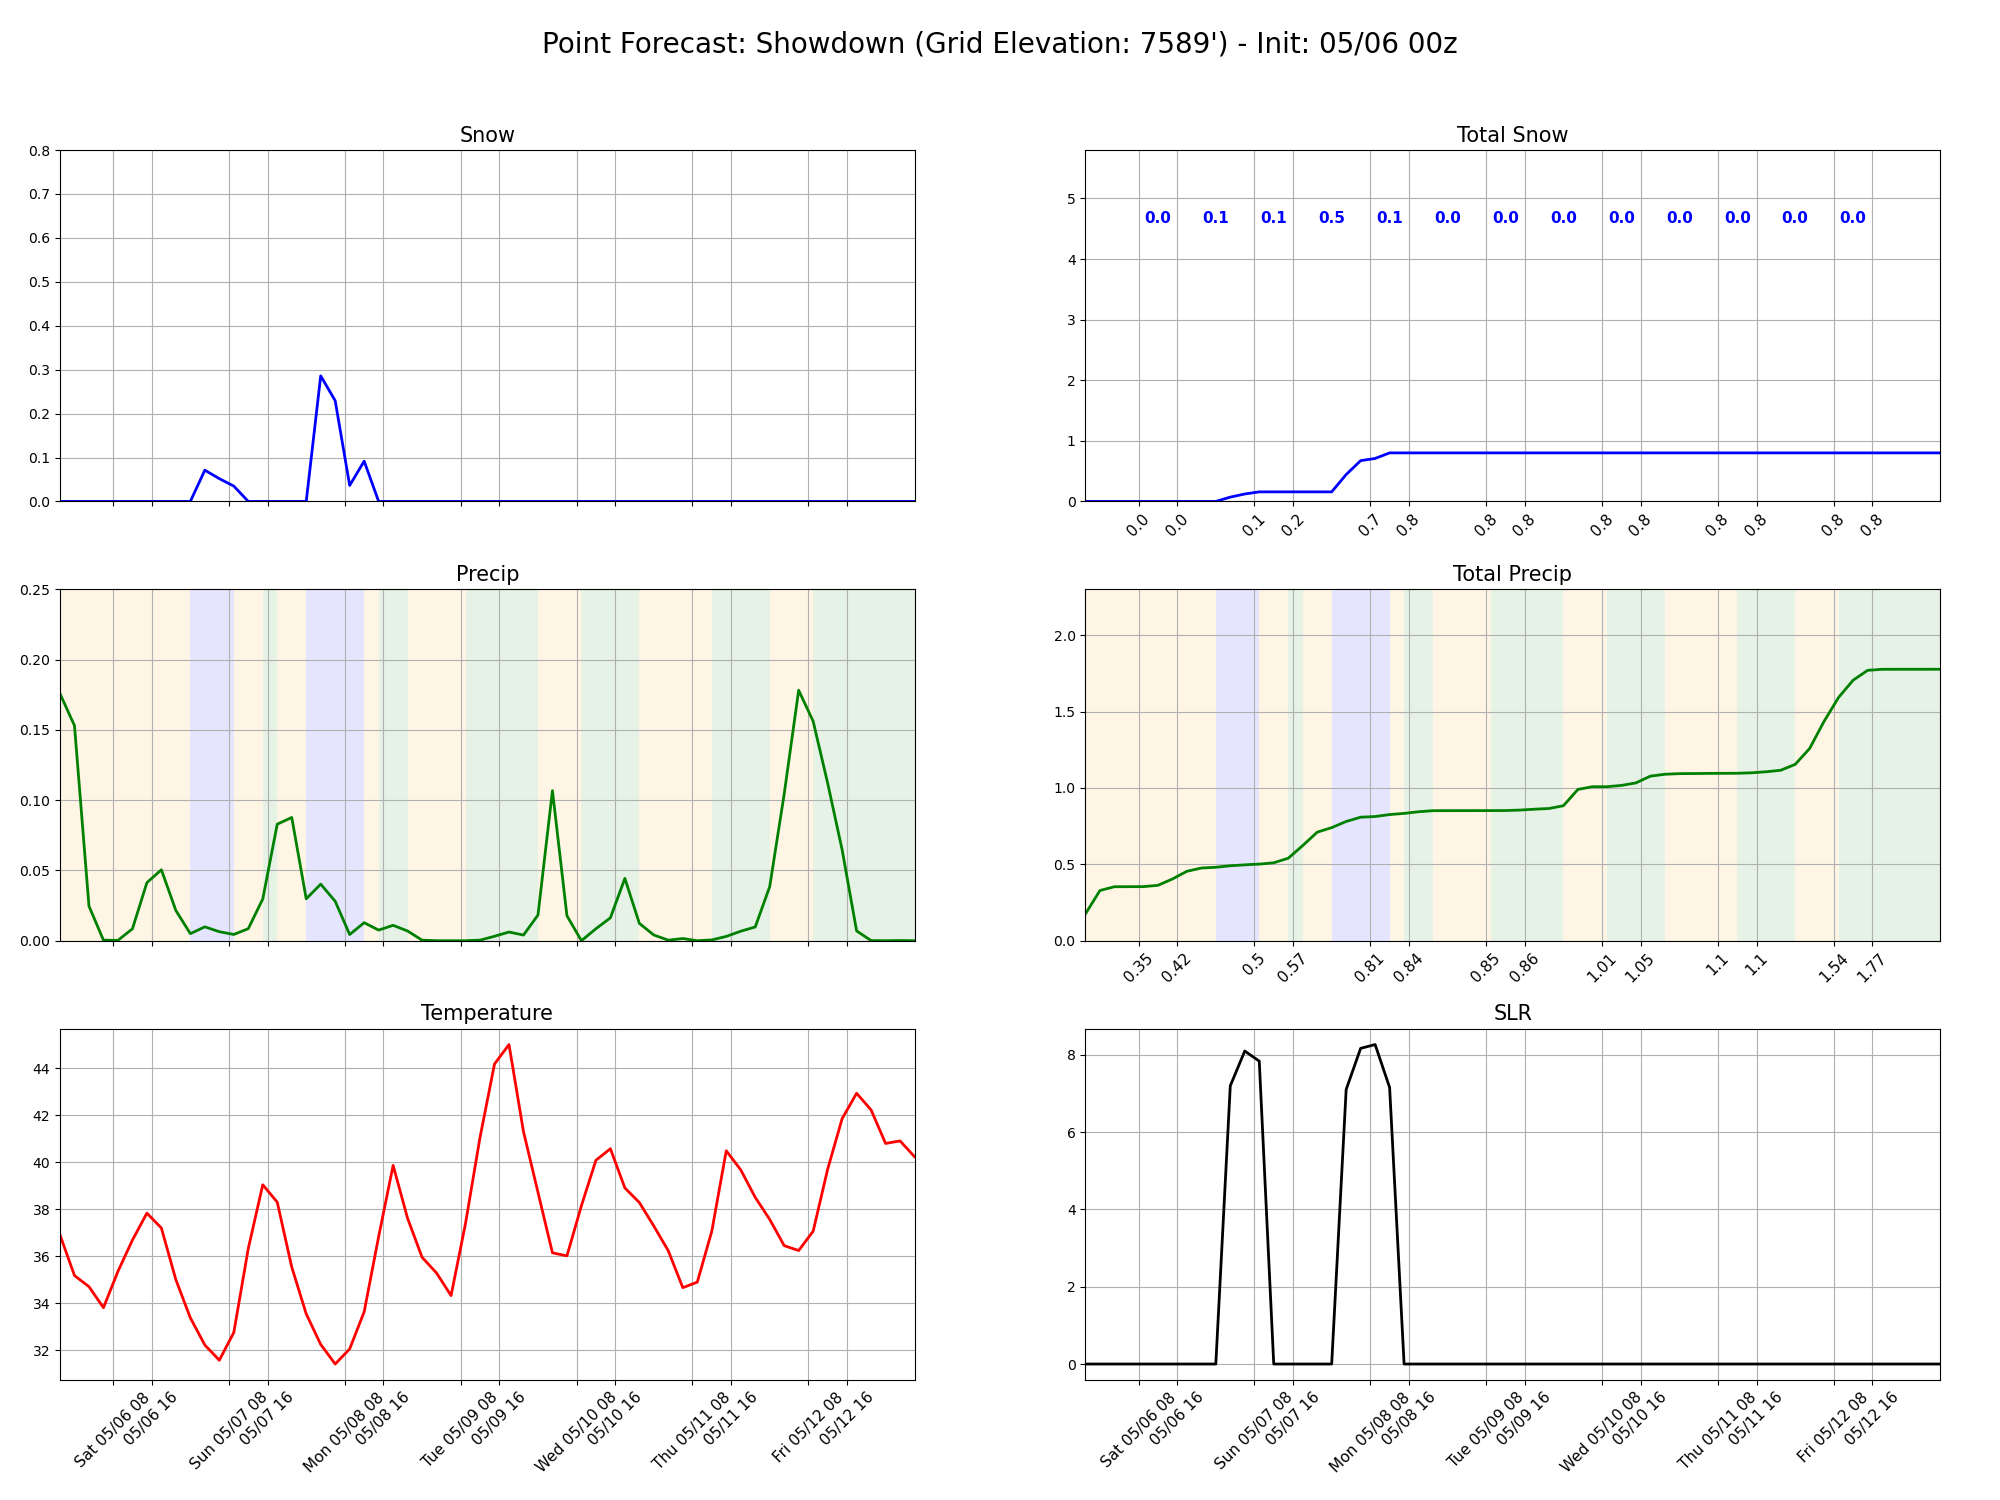 Point Forecast: Showdown (Grid Elevation: 7589') - Init: 05/06 00z
Snow
0.8
0.7
0.6
0.5
0.4
0.3
0.2
0.1
0.0
Total Snow
5
4
3
2
1
0
0.0 0.1 0.1 0.5 0.1 0.0 0.0 0.0 0.0 0.0 0.0 0.0 0.0
0.0 0.0 0.1 0.2 0.7 0.8 0.8 0.8 0.8 0.8 0.8 0.8 0.8 0.8
Precip
0.25
0.20
0.15
0.10
0.05
0.00
Total Precip
2.0
1.5
1.0
0.5
0.0
0.35 0.42 0.5 0.57 0.81 0.84 0.85 0.86 1.01 1.05 1.1 1.1 1.54 1.77
Temperature
44
42
40
38
36
34
32
Sat 05/06 08
05/06 16
Sun 05/07 08
05/07 16
Mon 05/08 08
05/08 16
Tue 05/09 08
05/09 16
Wed 05/10 08
05/10 16
Thu 05/11 08
05/11 16
Fri 05/12 08
05/12 16
SLR
8
6
4
2
0
Sat 05/06 08
05/06 16
Sun 05/07 08
05/07 16
Mon 05/08 08
05/08 16
Tue 05/09 08
05/09 16
Wed 05/10 08
05/10 16
Thu 05/11 08
05/11 16
Fri 05/12 08
05/12 16